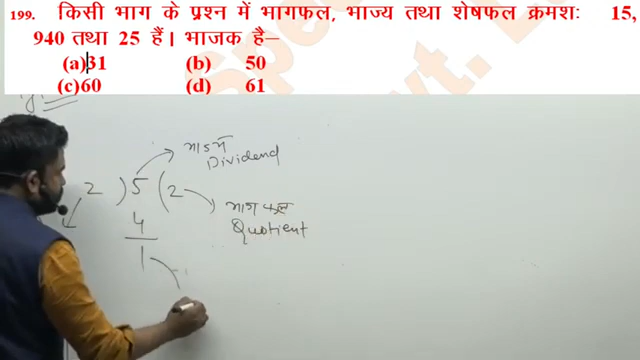 199. किसी भाग के प्रश्न में भागफल, भाज्य तथा शेषफल क्रमशः 15,
940 तथा 25 हैं। भाजक है–
(a)31 (b) 50
(c)60 (d) 61
भाज्य
Dividend
2 ) 5 ( 2
4
1
भागफल
Quotient